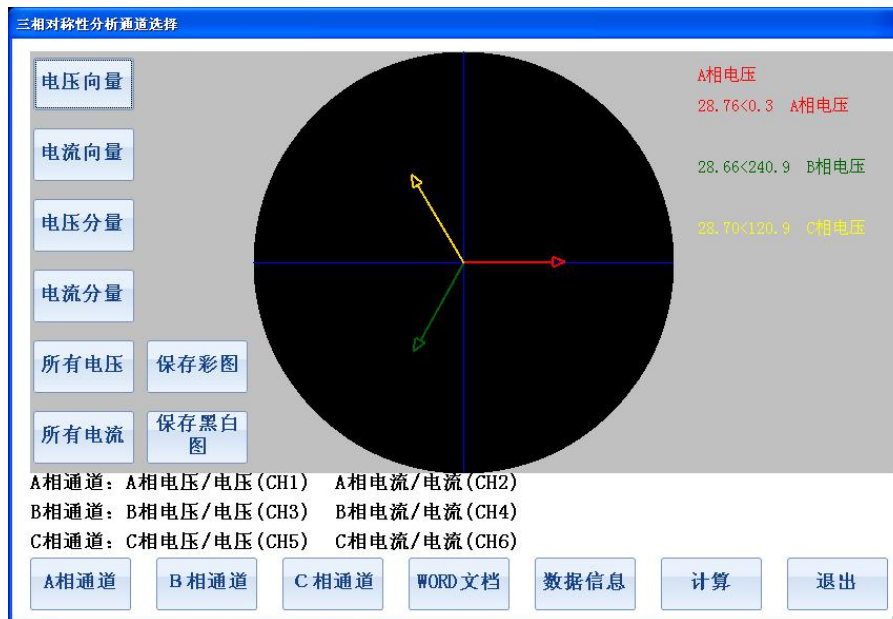 三相对称性分析通道选择
电压向量
电流向量
电压分量
电流分量
所有电压
保存彩图
所有电流
保存黑白
图
A相电压
28.76<0.3 A相电压
28.66<240.9 B相电压
28.70<120.9 C相电压
A相通道：A相电压/电压(CH1) A相电流/电流(CH2)
B相通道：B相电压/电压(CH3) B相电流/电流(CH4)
C相通道：C相电压/电压(CH5) C相电流/电流(CH6)
A相通道
B相通道
C相通道
WORD文档
数据信息
计算
退出